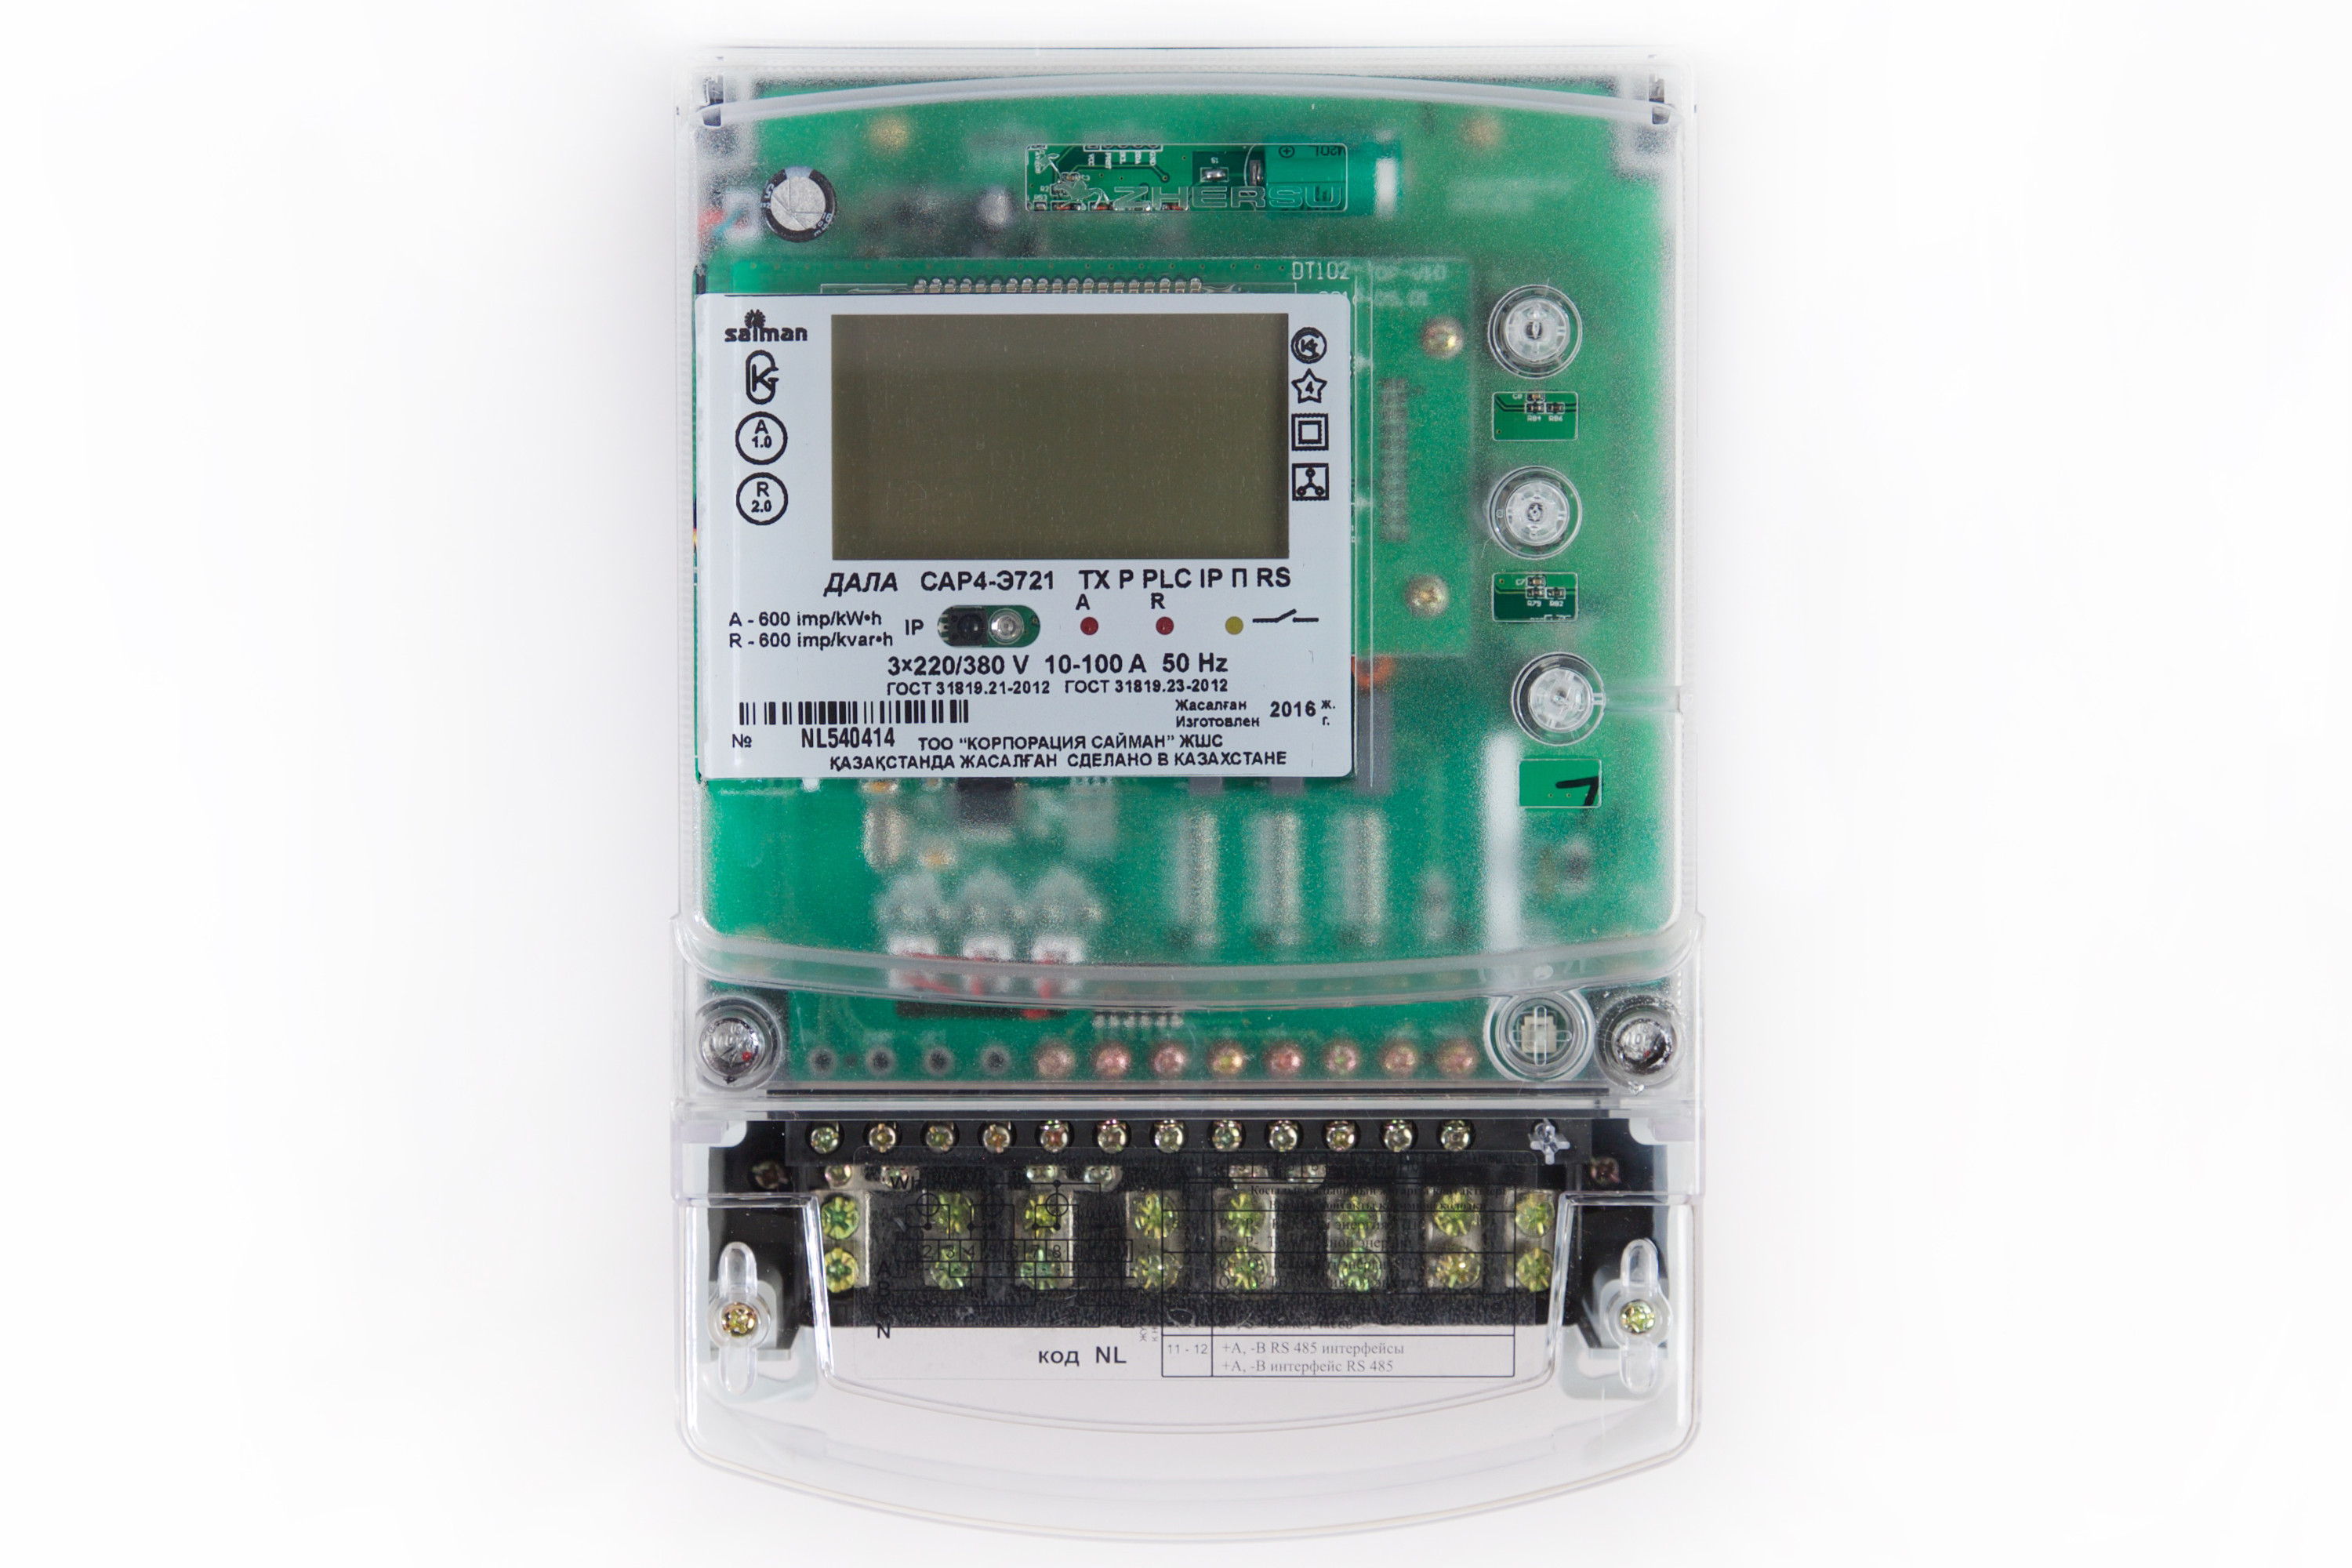 ZHERSU
DT102
saiman
A
1.0
R
2.0
4
ДАЛА САР4-Э721 TX P PLC IP П RS
A R
A - 600 imp/kW•h
R - 600 imp/kvar•h
IP
3×220/380 V 10-100 A 50 Hz
ГОСТ 31819.21-2012 ГОСТ 31819.23-2012
Жасалған
Изготовлен
2016 ж.
г.
№ NL540414
ТОО “КОРПОРАЦИЯ САЙМАН” ЖШС
ҚАЗАҚСТАНДА ЖАСАЛҒАН СДЕЛАНО В КАЗАХСТАНЕ
7
N
код NL
11 - 12
+A, -B RS 485 интерфейсы
+A, -B интерфейс RS 485